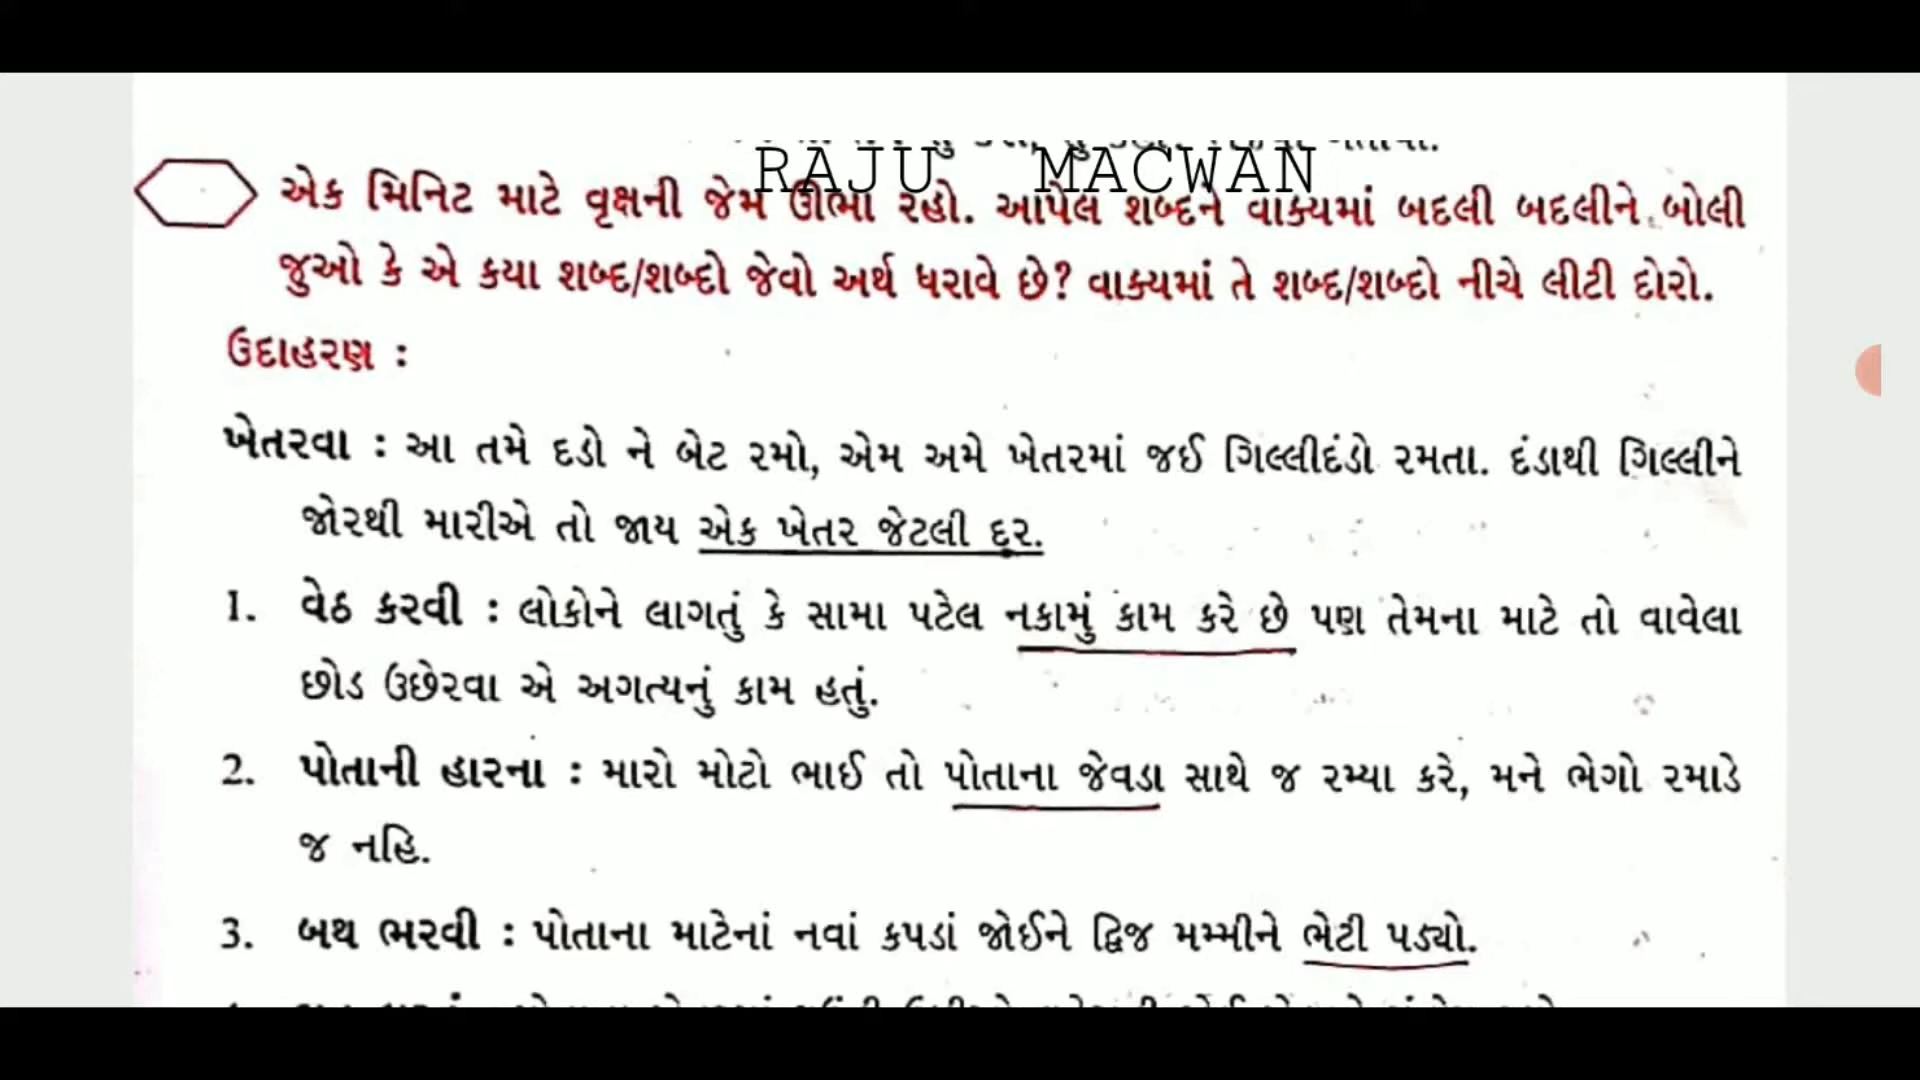 RAJU MACWAN
એક મિનિટ માટે વૃક્ષની જેમ ઊભા રહો. આપેલ શબ્દને વાક્યમાં બદલી બદલીને બોલી
જુઓ કે એ કયા શબ્દ/શબ્દો જેવો અર્થ ધરાવે છે? વાક્યમાં તે શબ્દ/શબ્દો નીચે લીટી દોરો.
ઉદાહરણ :
ખેતરવા : આ તમે દડો ને બેટ રમો, એમ અમે ખેતરમાં જઈ ગિલ્લીદંડો રમતા. દંડાથી ગિલ્લીને
જોરથી મારીએ તો જાય એક ખેતર જેટલી દૂર.
1. વેઠ કરવી : લોકોને લાગતું કે સામા પટેલ નકામું કામ કરે છે પણ તેમના માટે તો વાવેલા
છોડ ઉછેરવા એ અગત્યનું કામ હતું.
2. પોતાની હારના : મારો મોટો ભાઈ તો પોતાના જેવડા સાથે જ રમ્યા કરે, મને ભેગો રમાડે
જ નહિ.
3. બથ ભરવી : પોતાના માટેનાં નવાં કપડાં જોઈને દ્વિજ મમ્મીને ભેટી પડ્યો.